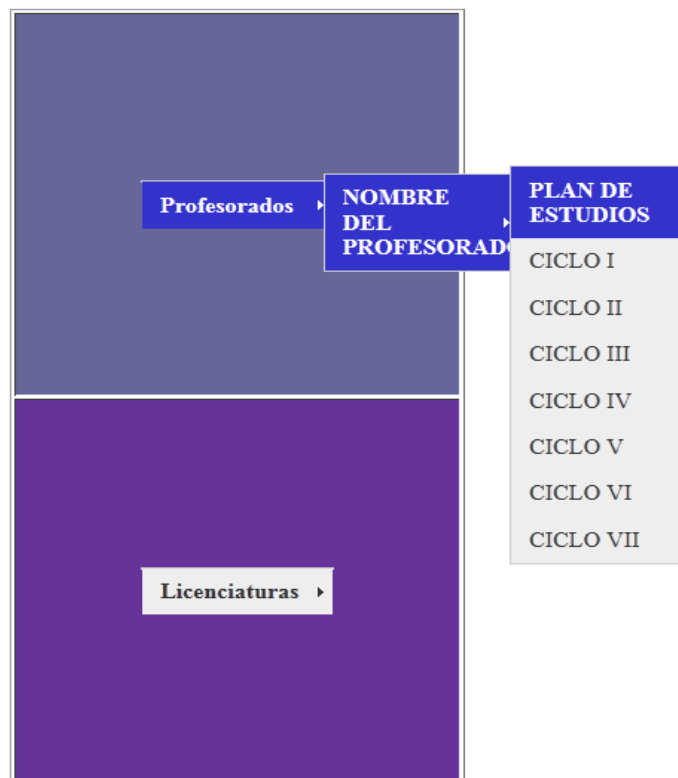 Profesorados
NOMBRE
DEL
PROFESORADO
PLAN DE
ESTUDIOS
CICLO I
CICLO II
CICLO III
CICLO IV
CICLO V
CICLO VI
CICLO VII
Licenciaturas